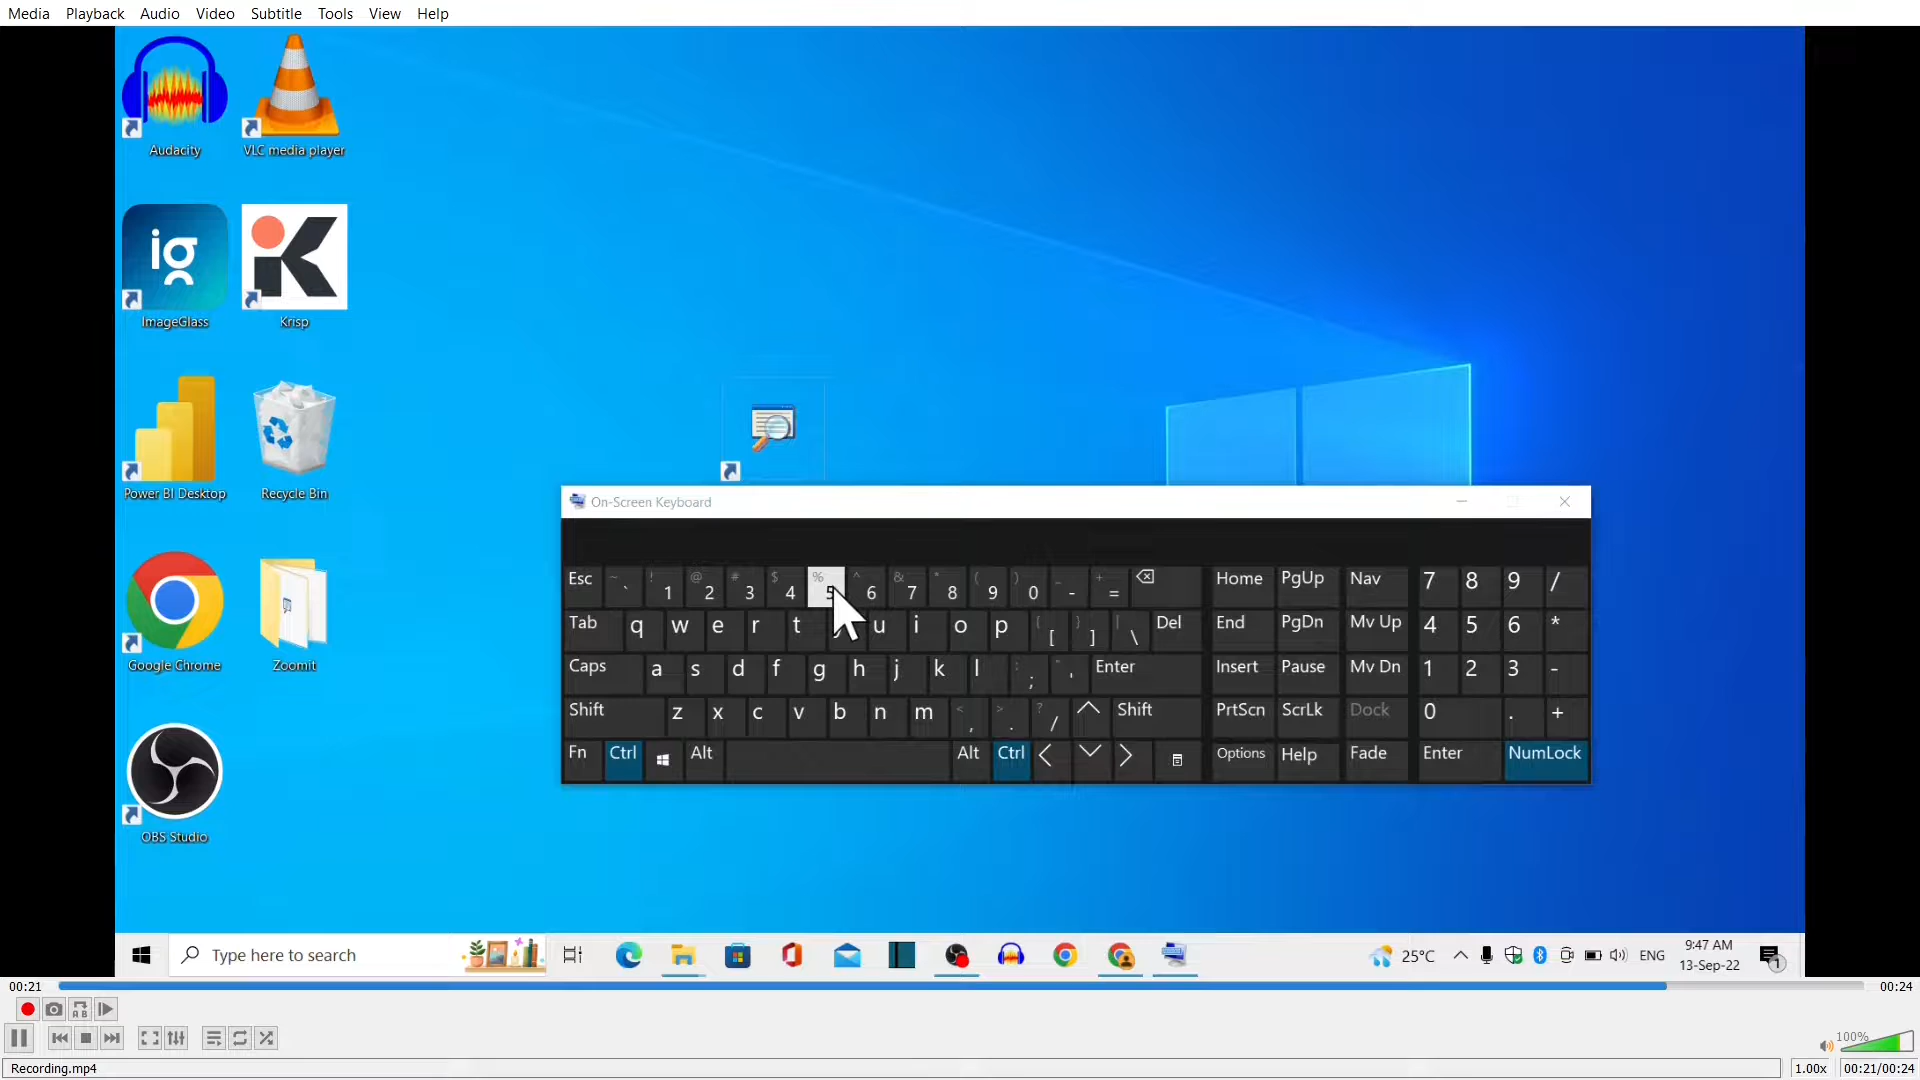 Media Playback Audio Video Subtitle Tools View Help
Audacity VLC media player
ig
ImageGlass Krisp
Power BI Desktop Recycle Bin
Google Chrome Zoomit
OBS Studio
On-Screen Keyboard
Esc ~ ` ! 1 @ 2 # 3 $ 4 % 5 ^ 6 & 7 * 8 ( 9 ) 0 _ - + = Home PgUp Nav 7 8 9 /
Tab q w e r t u i o p { [ } ] | \ Del End PgDn Mv Up 4 5 6 *
Caps a s d f g h j k l : ; " ' Enter Insert Pause Mv Dn 1 2 3 -
Shift z x c v b n m < , > . ? / Shift PrtScn ScrLk Dock 0 . +
Fn Ctrl Alt Alt Ctrl Options Help Fade Enter NumLock
Type here to search 25°C ENG 9:47 AM
13-Sep-22 1
00:21 00:24
A B
100%
Recording.mp4 1.00x 00:21/00:24